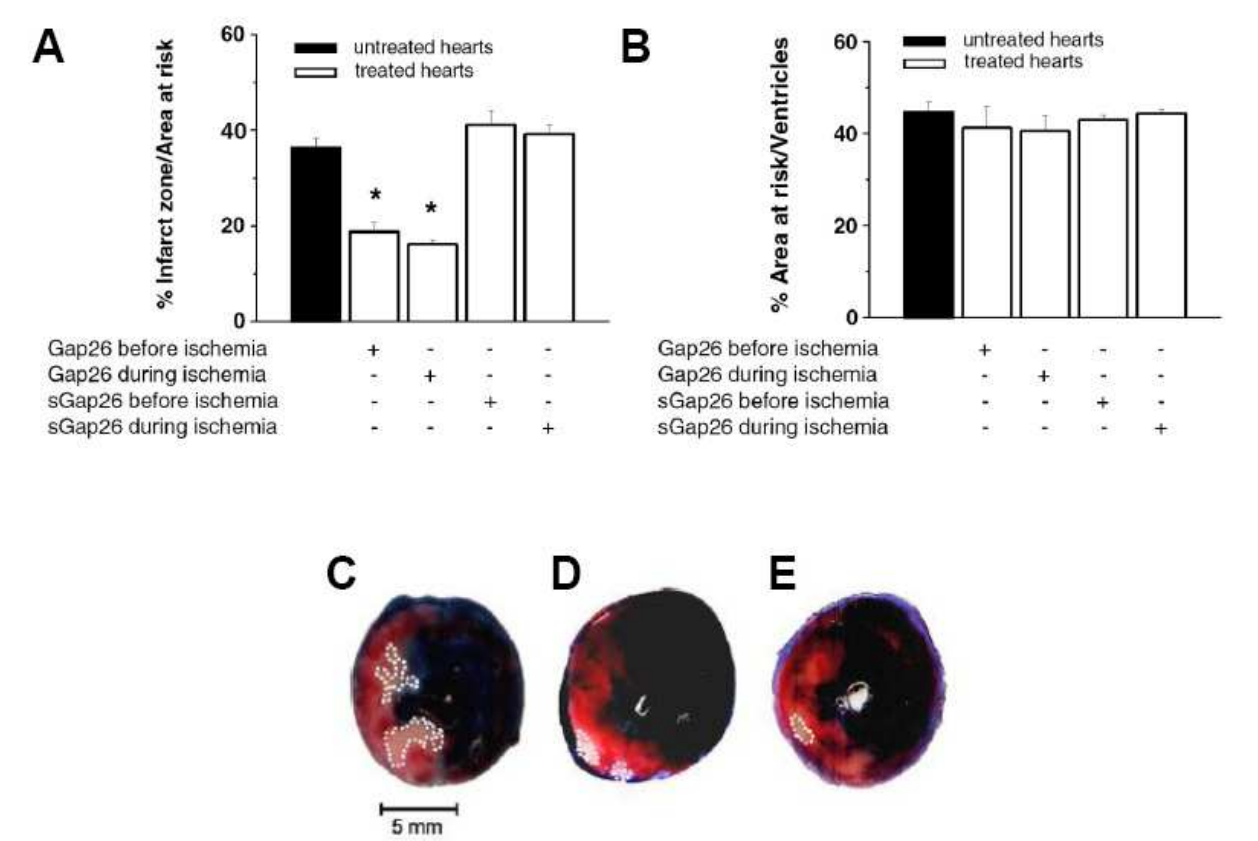 A
% Infarct zone/Area at risk
60
40
20
0
untreated hearts
treated hearts
*
*
Gap26 before ischemia + - - -
Gap26 during ischemia - + - -
sGap26 before ischemia - - + -
sGap26 during ischemia - - - +
B
% Area at risk/Ventricles
60
40
20
0
untreated hearts
treated hearts
Gap26 before ischemia + - - -
Gap26 during ischemia - + - -
sGap26 before ischemia - - + -
sGap26 during ischemia - - - +
C
D
E
5 mm